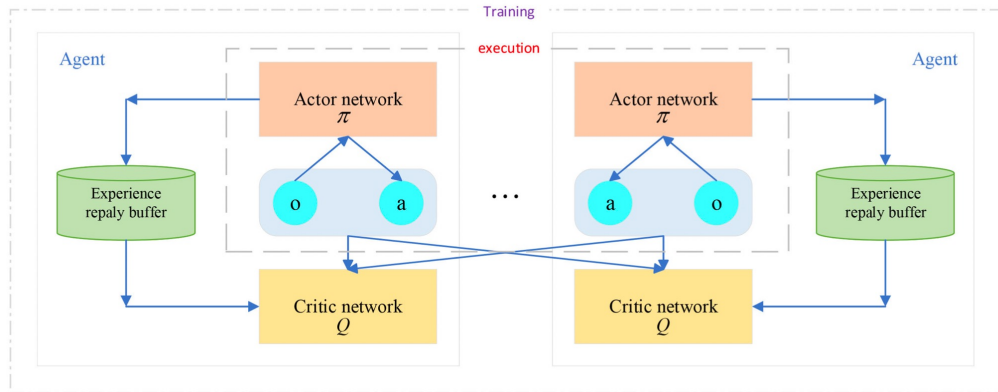 Training
execution
Agent
Agent
Actor network
π
Actor network
π
Experience
repaly buffer
o
a
...
a
o
Experience
repaly buffer
Critic network
Q
Critic network
Q